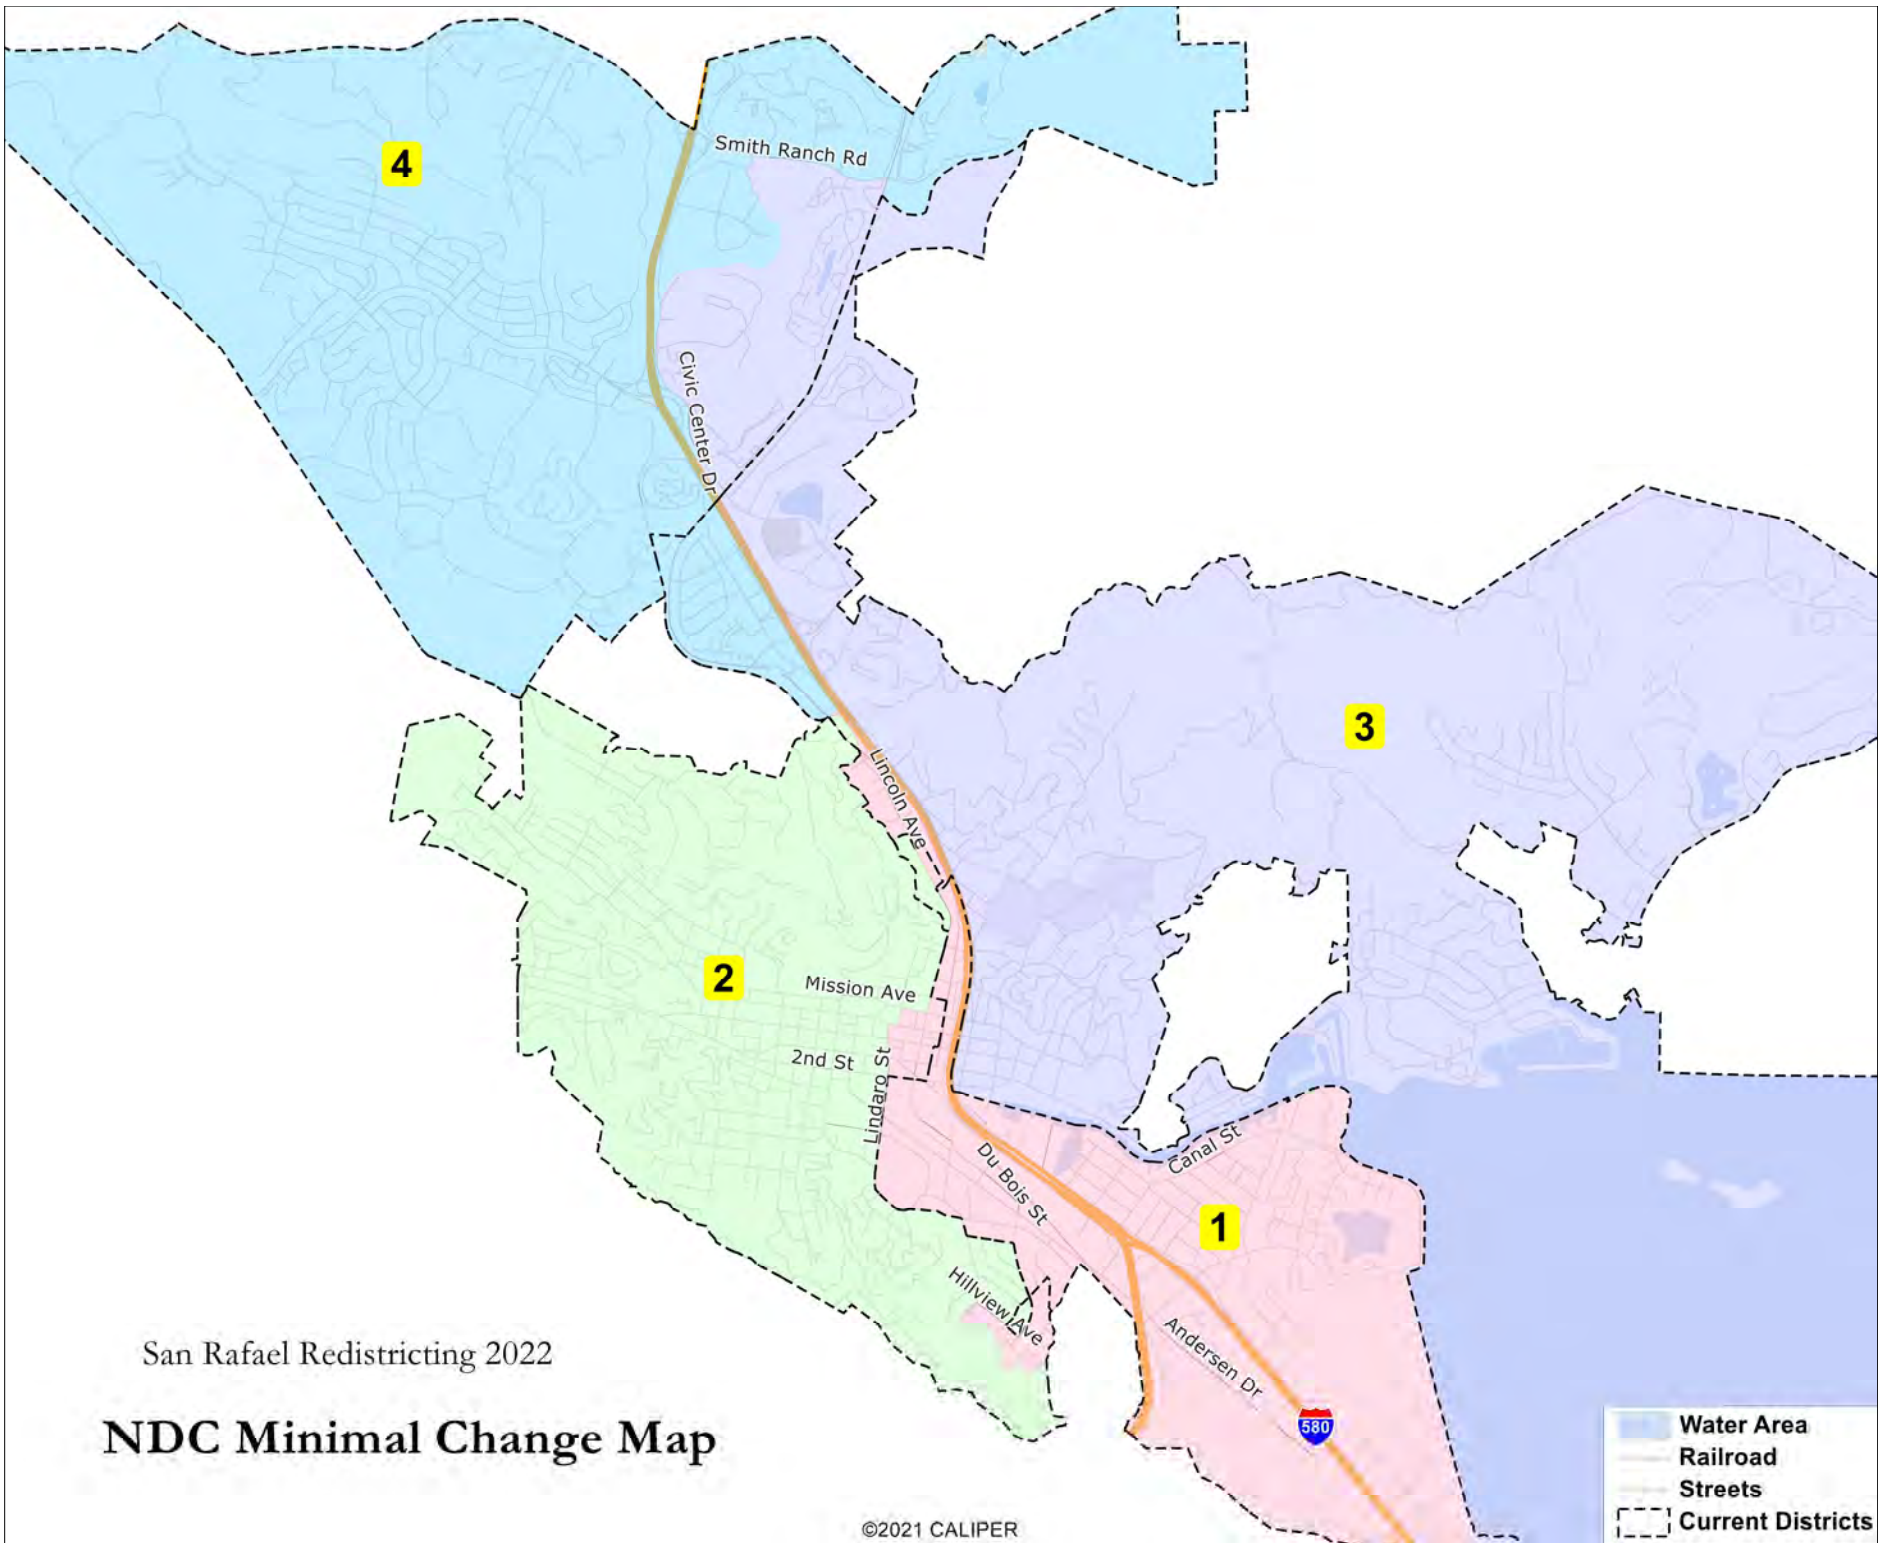 4
Smith Ranch Rd
Civic Center Dr
3
Lincoln Ave
2
Mission Ave
2nd St
Lindaro St
Canal St
Du Bois St
1
Hillview Ave
Andersen Dr
San Rafael Redistricting 2022
NDC Minimal Change Map
580
Water Area
Railroad
Streets
Current Districts
©2021 CALIPER